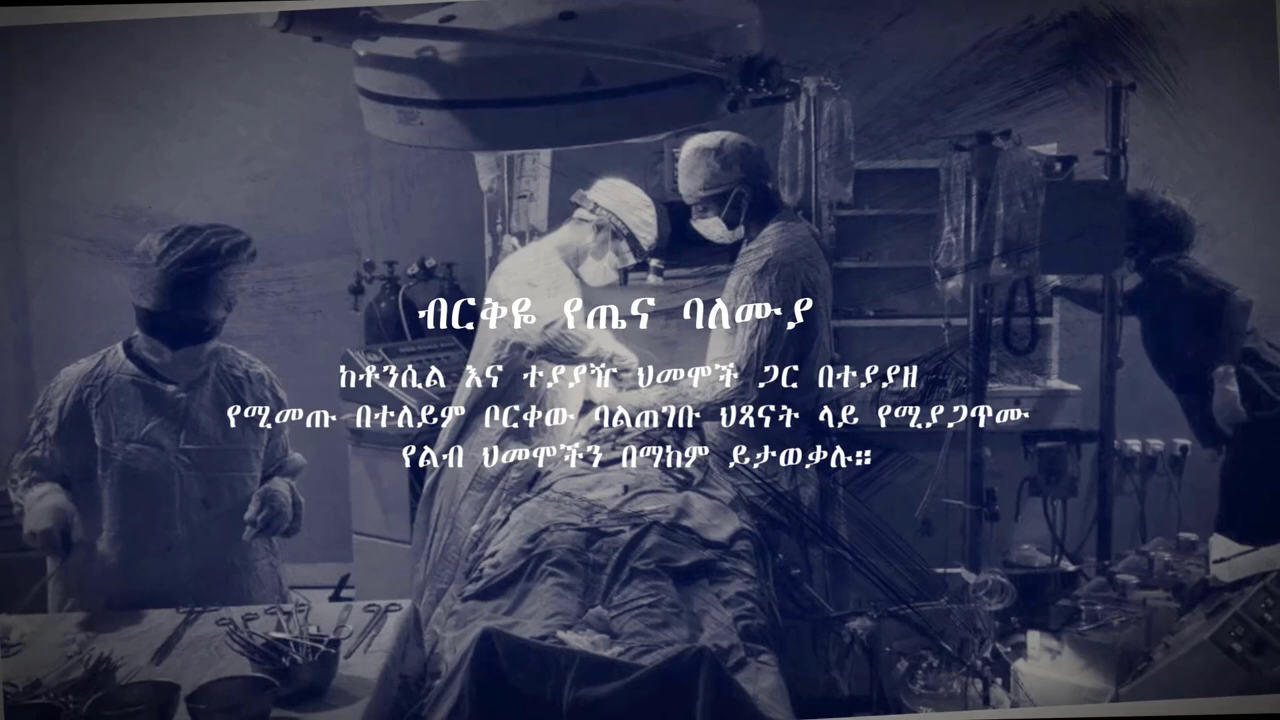 ብርቅዬ የጤና ባለሙያ
ከቶንሲል እና ተያያዥ ህመሞች ጋር በተያያዘ
የሚመጡ በተለይም ቦርቀው ባልጠገቡ ህጻናት ላይ የሚያጋጥሙ
የልብ ህመሞችን በማከም ይታወቃሉ።